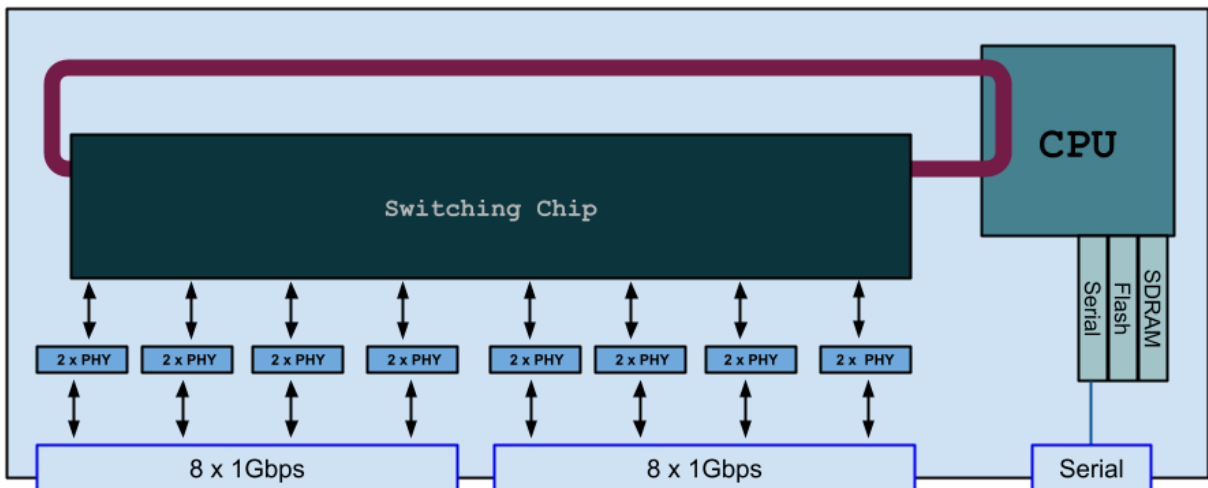 CPU
Switching Chip
Serial
Flash
SDRAM
2 x PHY
2 x PHY
2 x PHY
2 x PHY
2 x PHY
2 x PHY
2 x PHY
2 x PHY
8 x 1Gbps
8 x 1Gbps
Serial